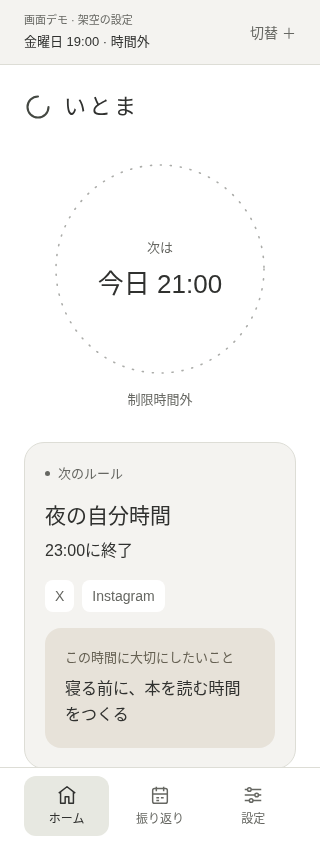 画面デモ · 架空の設定
金曜日 19:00 · 時間外
切替 ＋
いとま
次は
今日 21:00
制限時間外
次のルール
夜の自分時間
23:00に終了
X
Instagram
この時間に大切にしたいこと
寝る前に、本を読む時間
をつくる
ホーム
振り返り
設定